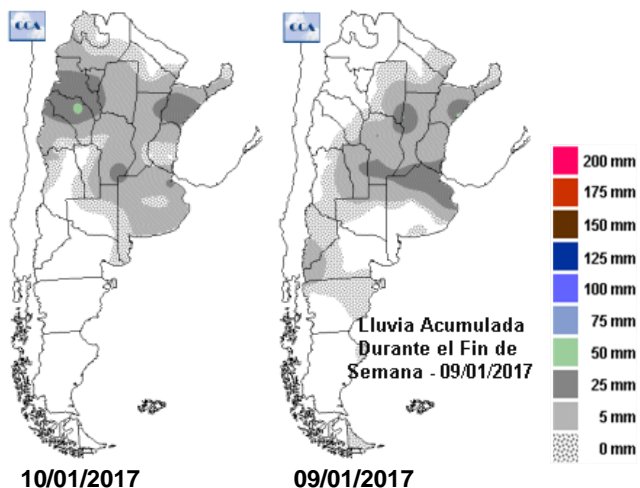 CCA
CCA
200 mm
175 mm
150 mm
125 mm
100 mm
75 mm
50 mm
25 mm
5 mm
0 mm
Lluvia Acumulada
Durante el Fin de
Semana - 09/01/2017
10/01/2017
09/01/2017